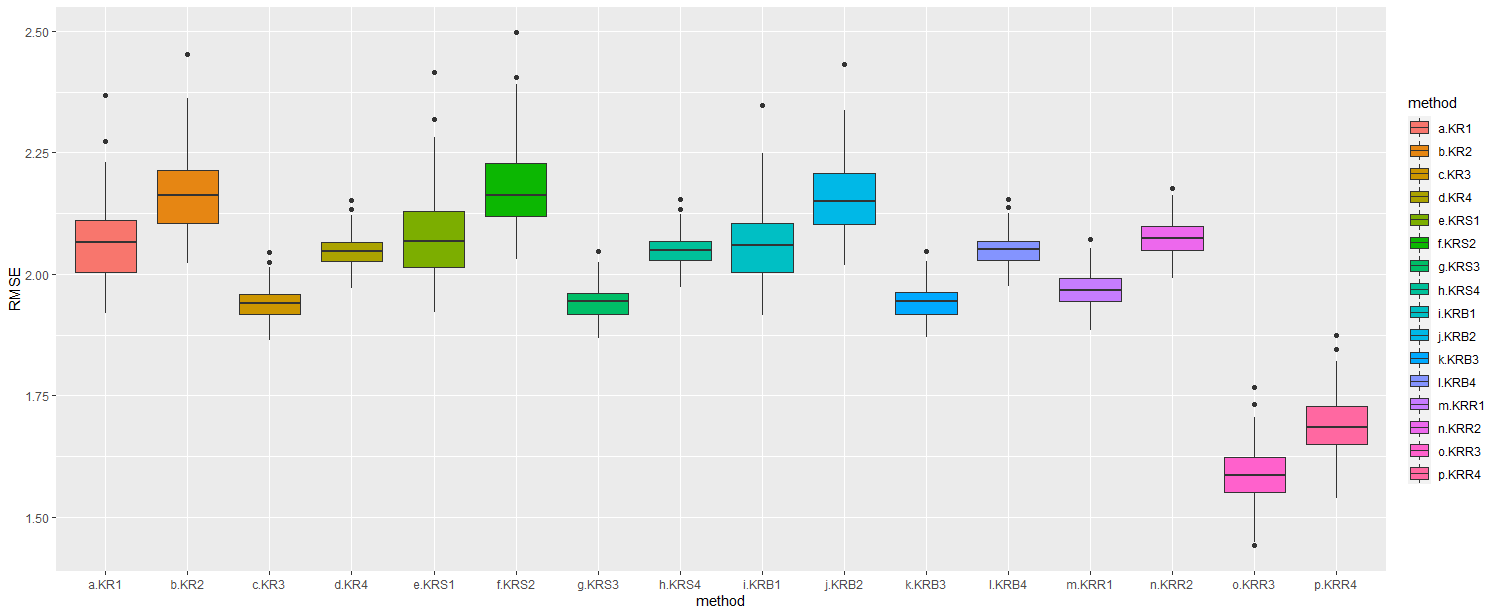 2.50
2.25
2.00
1.75
1.50
RMSE
a.KR1 b.KR2 c.KR3 d.KR4 e.KRS1 f.KRS2 g.KRS3 h.KRS4 i.KRB1 j.KRB2 k.KRB3 l.KRB4 m.KRR1 n.KRR2 o.KRR3 p.KRR4
method
method
a.KR1
b.KR2
c.KR3
d.KR4
e.KRS1
f.KRS2
g.KRS3
h.KRS4
i.KRB1
j.KRB2
k.KRB3
l.KRB4
m.KRR1
n.KRR2
o.KRR3
p.KRR4